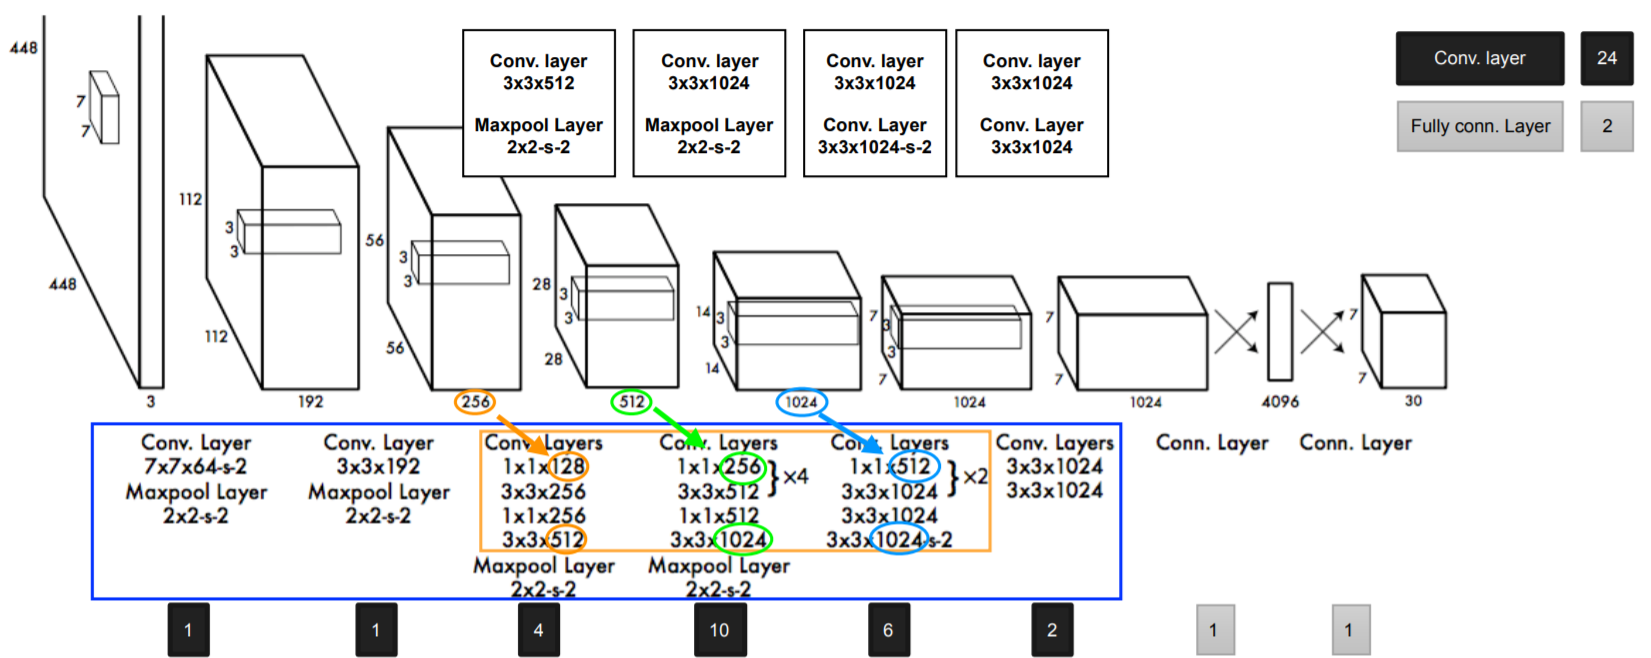 448
7
7
448
3
112
3
3
112
192
56
3
3
56
256
28
3
3
28
512
14
3
3
14
1024
7
3
3
7
1024
7
7
1024
4096
7
7
30
Conv. layer
3x3x512
Maxpool Layer
2x2-s-2
Conv. layer
3x3x1024
Maxpool Layer
2x2-s-2
Conv. layer
3x3x1024
Conv. Layer
3x3x1024-s-2
Conv. layer
3x3x1024
Conv. Layer
3x3x1024
Conv. layer 24
Fully conn. Layer 2
Conv. Layer
7x7x64-s-2
Maxpool Layer
2x2-s-2
Conv. Layer
3x3x192
Maxpool Layer
2x2-s-2
Conv. Layers
1x1x128
3x3x256
1x1x256
3x3x512
Maxpool Layer
2x2-s-2
Conv. Layers
1x1x256
3x3x512
}×4
1x1x512
3x3x1024
Maxpool Layer
2x2-s-2
Conv. Layers
1x1x512
3x3x1024
}×2
3x3x1024
3x3x1024-s-2
Conv. Layers
3x3x1024
3x3x1024
Conn. Layer
Conn. Layer
1
1
4
10
6
2
1
1